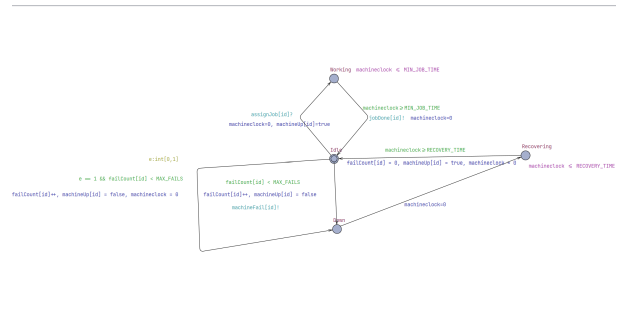 Working machineclock ≤ MIN_JOB_TIME
machineclock ≥ MIN_JOB_TIME
assignJob[id]?
jobDone[id]! machineclock=0
machineclock=0, machineUp[id]=true
Idle
machineclock ≥ RECOVERY_TIME
Recovering
e:int[0,1]
failCount[id] = 0, machineUp[id] = true, machineclock = 0
machineclock ≤ RECOVERY_TIME
e == 1 && failCount[id] < MAX_FAILS
failCount[id] < MAX_FAILS
failCount[id]++, machineUp[id] = false, machineclock = 0
failCount[id]++, machineUp[id] = false
machineFail[id]!
machineclock=0
Down